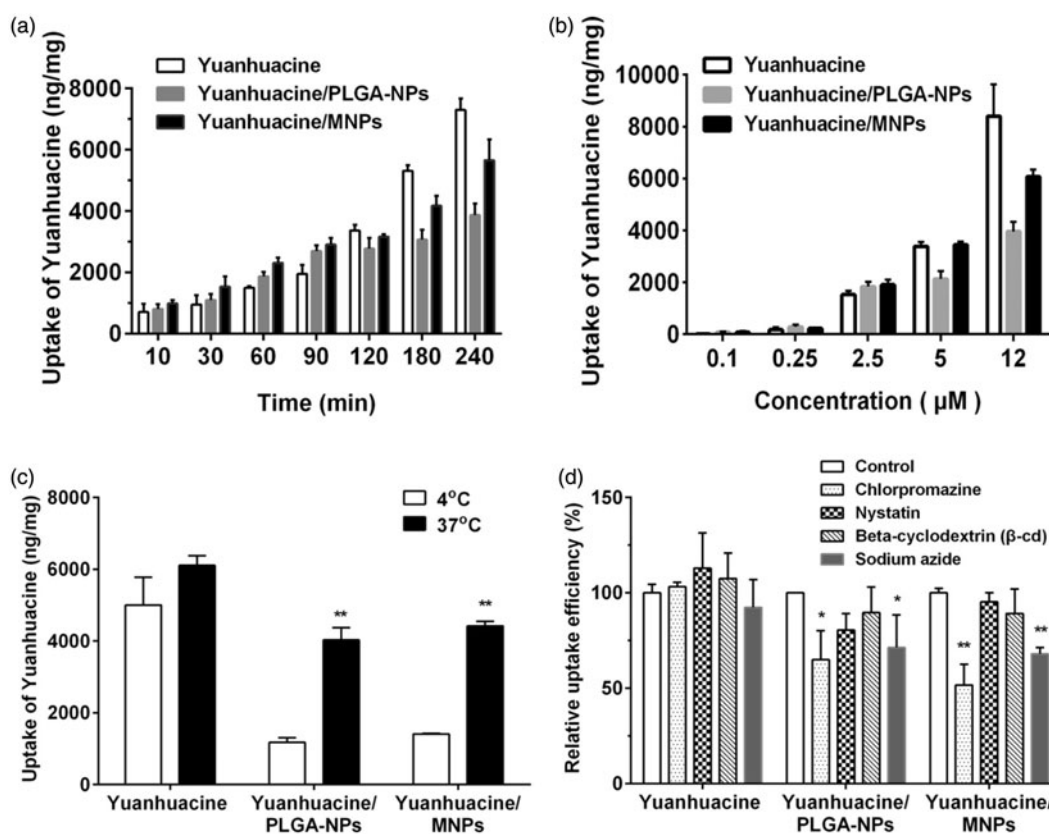 (a)
Uptake of Yuanhuacine (ng/mg)
8000
6000
4000
2000
0
Yuanhuacine
Yuanhuacine/PLGA-NPs
Yuanhuacine/MNPs
10 30 60 90 120 180 240
Time (min)
(b)
Uptake of Yuanhuacine (ng/mg)
10000
8000
6000
4000
2000
0
Yuanhuacine
Yuanhuacine/PLGA-NPs
Yuanhuacine/MNPs
0.1 0.25 2.5 5 12
Concentration ( µM )
(c)
Uptake of Yuanhuacine (ng/mg)
8000
6000
4000
2000
0
4°C
37°C
**
**
Yuanhuacine Yuanhuacine/ Yuanhuacine/
PLGA-NPs MNPs
(d)
Relative uptake efficiency (%)
150
100
50
0
Control
Chlorpromazine
Nystatin
Beta-cyclodextrin (β-cd)
Sodium azide
* *
** **
Yuanhuacine Yuanhuacine/ Yuanhuacine/
PLGA-NPs MNPs